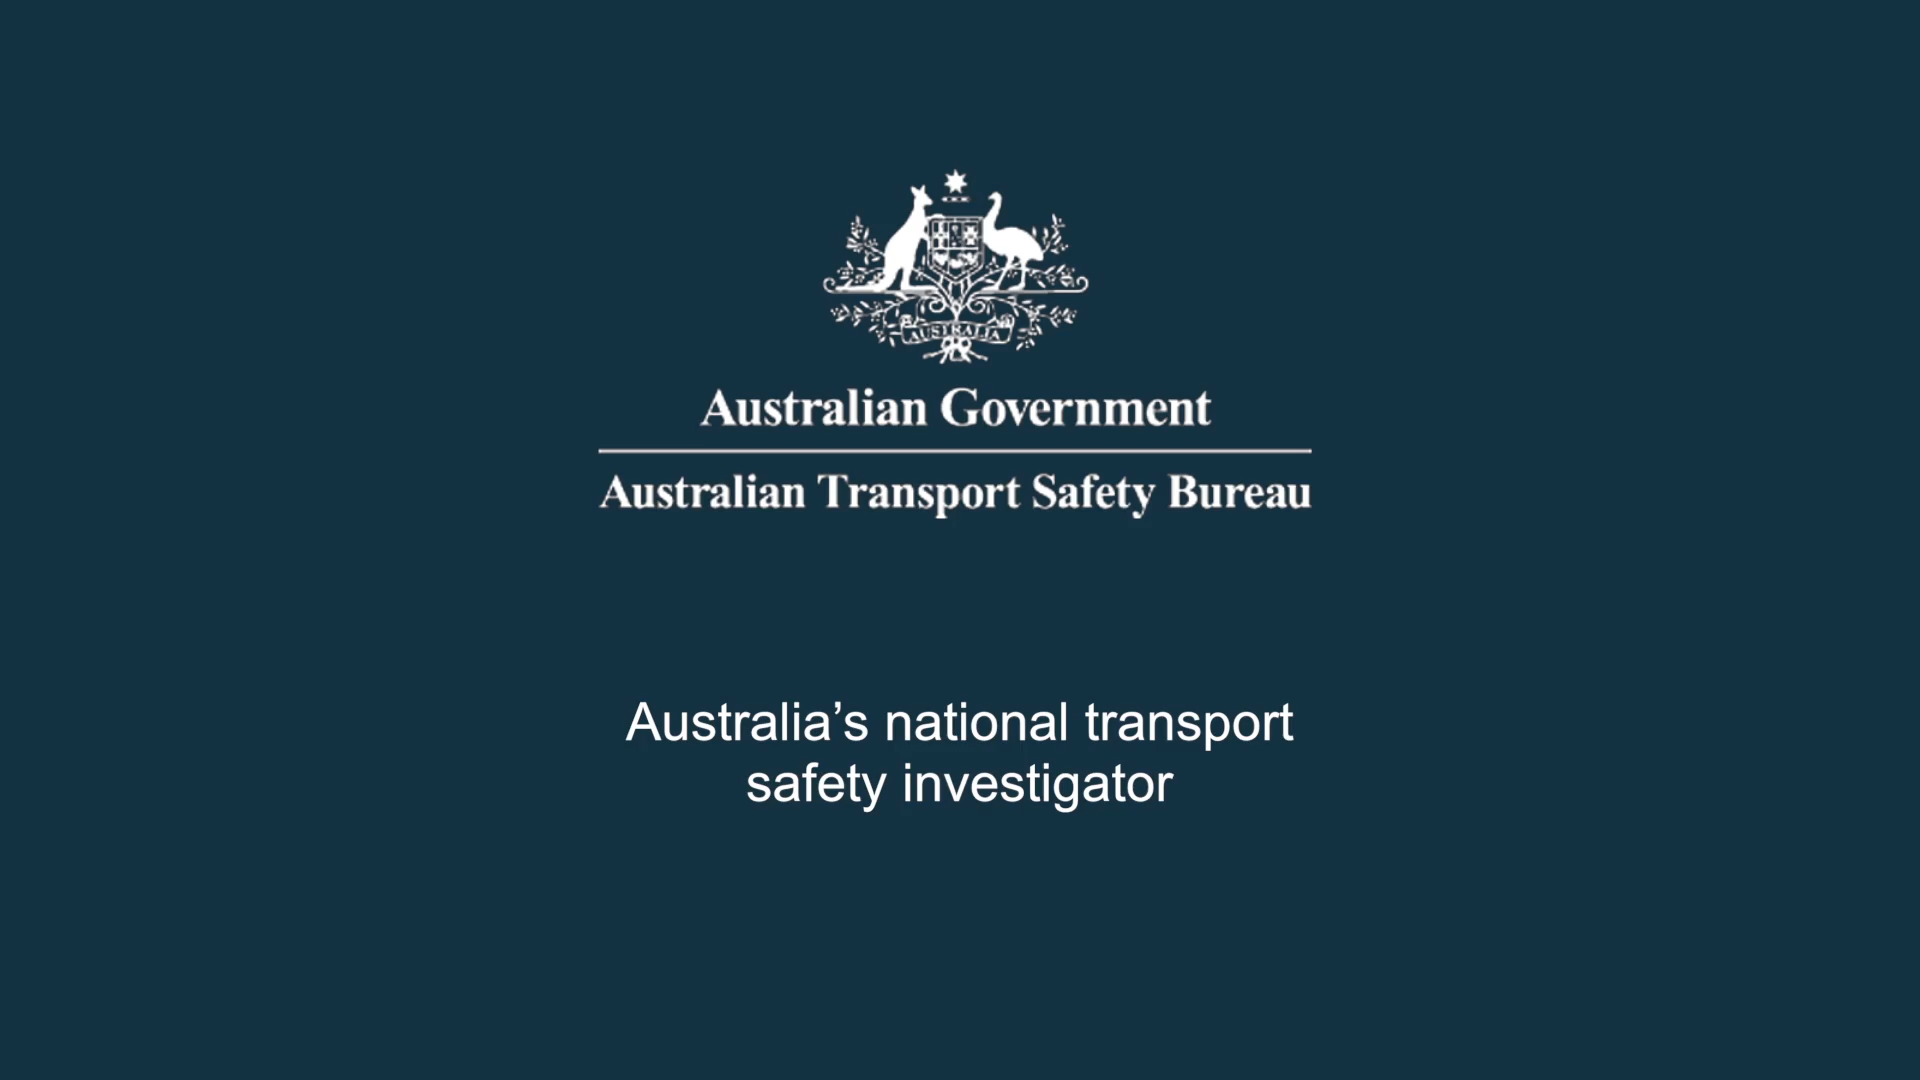 AUSTRALIA
Australian Government
Australian Transport Safety Bureau
Australia’s national transport
safety investigator